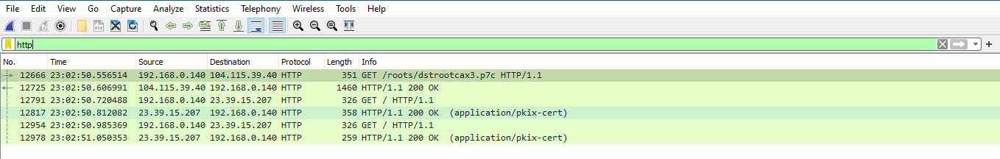 File Edit View Go Capture Analyze Statistics Telephony Wireless Tools Help
http
No. Time Source Destination Protocol Length Info
12666 23:02:50.556514 192.168.0.140 104.115.39.40 HTTP 351 GET /roots/dstrootcax3.p7c HTTP/1.1
12725 23:02:50.606991 104.115.39.40 192.168.0.140 HTTP 1460 HTTP/1.1 200 OK
12791 23:02:50.720488 192.168.0.140 23.39.15.207 HTTP 326 GET / HTTP/1.1
12817 23:02:50.812082 23.39.15.207 192.168.0.140 HTTP 358 HTTP/1.1 200 OK (application/pkix-cert)
12954 23:02:50.985369 192.168.0.140 23.39.15.207 HTTP 326 GET / HTTP/1.1
12978 23:02:51.050353 23.39.15.207 192.168.0.140 HTTP 259 HTTP/1.1 200 OK (application/pkix-cert)